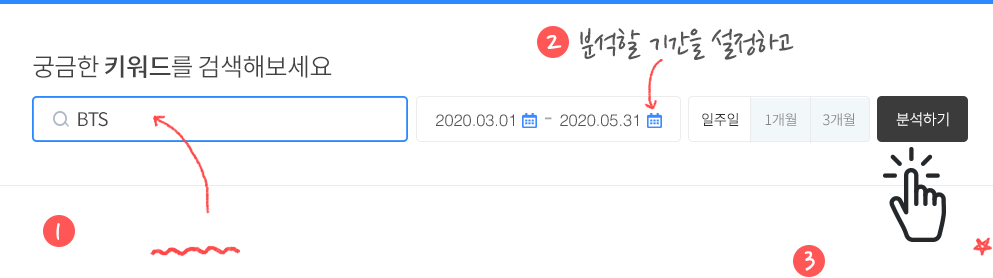 2 분석할 기간을 설정하고
궁금한 키워드를 검색해보세요
BTS
2020.03.01 - 2020.05.31
일주일 1개월 3개월
분석하기
1
3